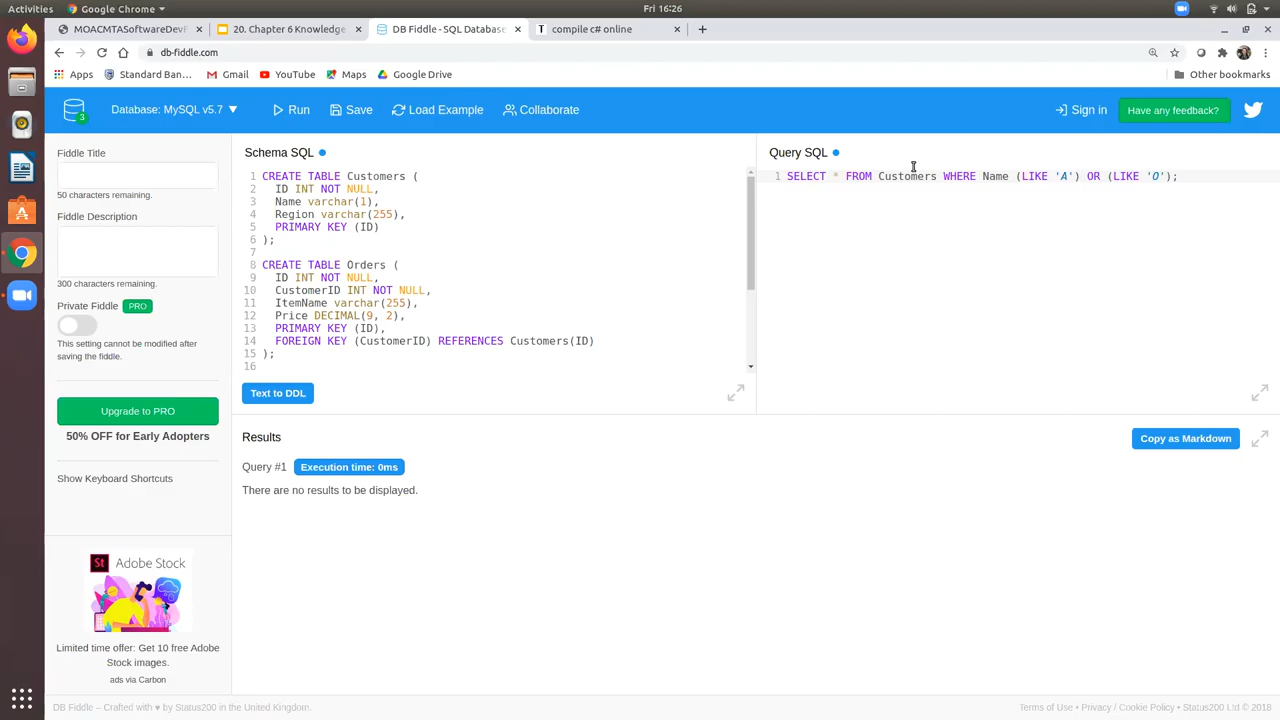 Activities
Google Chrome
Fri 16:26
MOACMTASoftwareDevF
20. Chapter 6 Knowledge
DB Fiddle - SQL Database
compile c# online
db-fiddle.com
Apps
Standard Ban...
Gmail
YouTube
Maps
Google Drive
Other bookmarks
3
Database: MySQL v5.7 ▼
Run
Save
Load Example
Collaborate
Sign in
Have any feedback?
Fiddle Title
50 characters remaining.
Fiddle Description
300 characters remaining.
Private Fiddle PRO
This setting cannot be modified after
saving the fiddle.
Upgrade to PRO
50% OFF for Early Adopters
Show Keyboard Shortcuts
St Adobe Stock
Limited time offer: Get 10 free Adobe
Stock images.
ads via Carbon
Schema SQL
1 CREATE TABLE Customers (
2 ID INT NOT NULL,
3 Name varchar(1),
4 Region varchar(255),
5 PRIMARY KEY (ID)
6 );
7
8 CREATE TABLE Orders (
9 ID INT NOT NULL,
10 CustomerID INT NOT NULL,
11 ItemName varchar(255),
12 Price DECIMAL(9, 2),
13 PRIMARY KEY (ID),
14 FOREIGN KEY (CustomerID) REFERENCES Customers(ID)
15 );
16
Text to DDL
Query SQL
1 SELECT * FROM Customers WHERE Name (LIKE 'A') OR (LIKE 'O');
Results
Copy as Markdown
Query #1 Execution time: 0ms
There are no results to be displayed.
DB Fiddle – Crafted with ♥ by Status200 in the United Kingdom.
Terms of Use • Privacy / Cookie Policy • Status200 Ltd © 2018